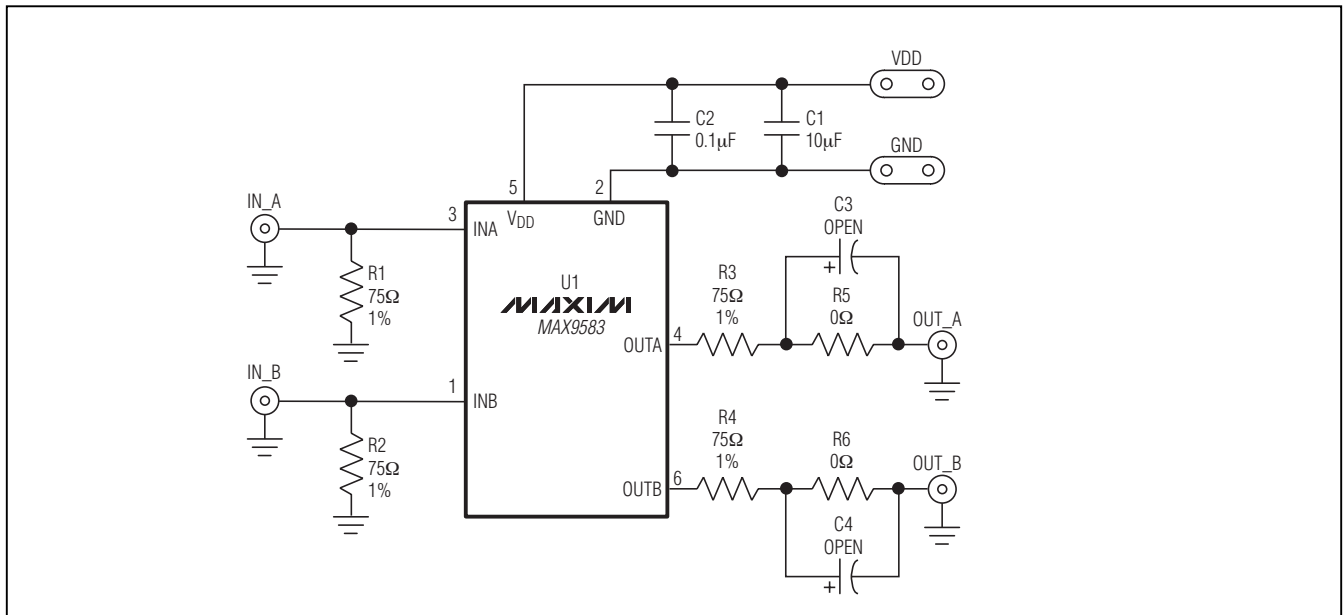 VDD
C2
0.1µF
C1
10µF
GND
5
2
IN_A
3
INA
VDD
GND
R1
75Ω
1%
U1
MAXIM
MAX9583
C3
OPEN
+
R3
75Ω
1%
R5
0Ω
OUT_A
OUTA
4
IN_B
1
INB
R2
75Ω
1%
R4
75Ω
1%
R6
0Ω
OUT_B
OUTB
6
C4
OPEN
+